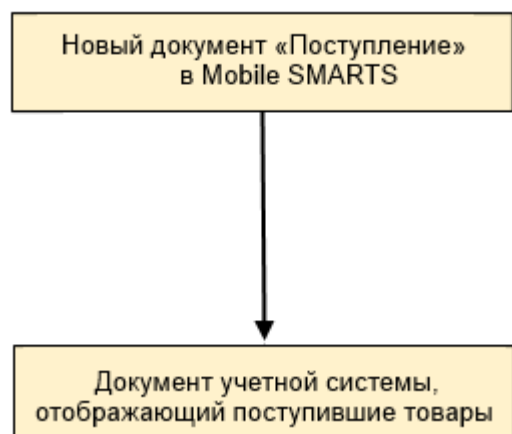 Новый документ «Поступление»
в Mobile SMARTS
Документ учетной системы,
отображающий поступившие товары